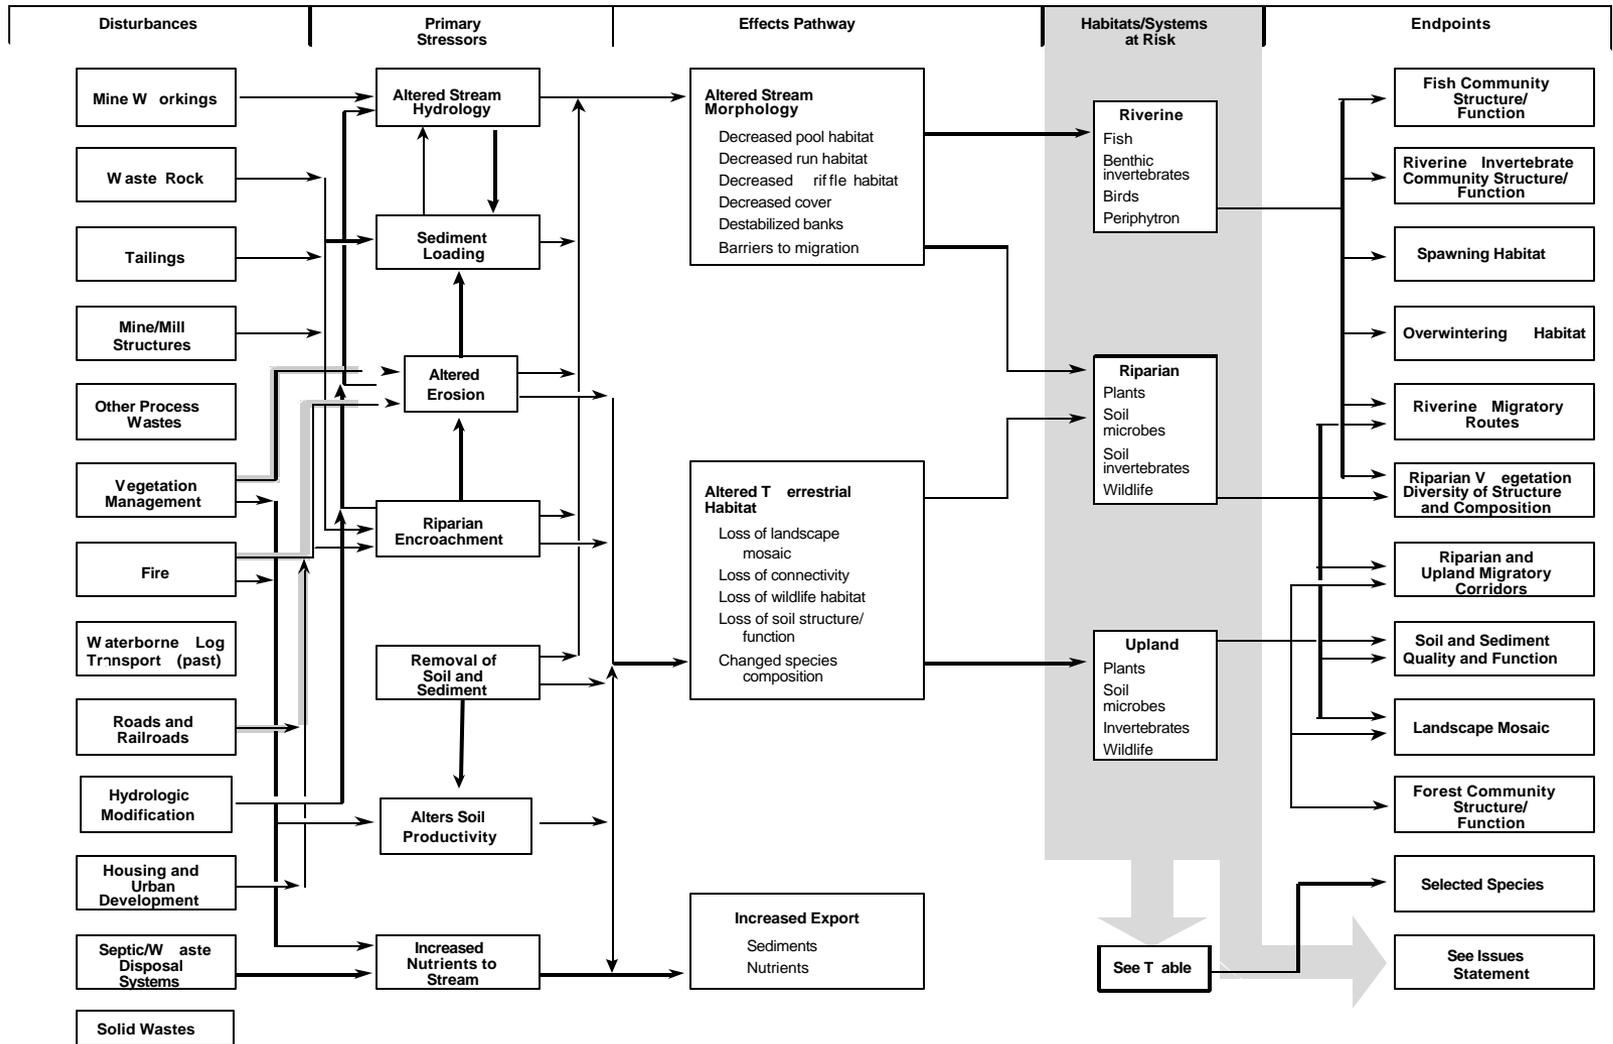 Disturbances
Primary
Stressors
Effects Pathway
Habitats/Systems
at Risk
Endpoints
Mine W orkings
Waste Rock
Tailings
Mine/Mill
Structures
Other Process
Wastes
Vegetation
Management
Fire
Waterborne Log
Transport (past)
Roads and
Railroads
Hydrologic
Modification
Housing and
Urban
Development
Septic/W aste
Disposal
Systems
Solid Wastes
Altered Stream
Hydrology
Sediment
Loading
Altered
Erosion
Riparian
Encroachment
Removal of
Soil and
Sediment
Alters Soil
Productivity
Increased
Nutrients to
Stream
Altered Stream
Morphology
Decreased pool habitat
Decreased run habitat
Decreased riffle habitat
Decreased cover
Destabilized banks
Barriers to migration
Altered T errestrial
Habitat
Loss of landscape
mosaic
Loss of connectivity
Loss of wildlife habitat
Loss of soil structure/
function
Changed species
composition
Increased Export
Sediments
Nutrients
Riverine
Fish
Benthic
invertebrates
Birds
Periphytron
Riparian
Plants
Soil
microbes
Soil
invertebrates
Wildlife
Upland
Plants
Soil
microbes
Invertebrates
Wildlife
See T able
Fish Community
Structure/
Function
Riverine Invertebrate
Community Structure/
Function
Spawning Habitat
Overwintering Habitat
Riverine Migratory
Routes
Riparian V egetation
Diversity of Structure
and Composition
Riparian and
Upland Migratory
Corridors
Soil and Sediment
Quality and Function
Landscape Mosaic
Forest Community
Structure/
Function
Selected Species
See Issues
Statement